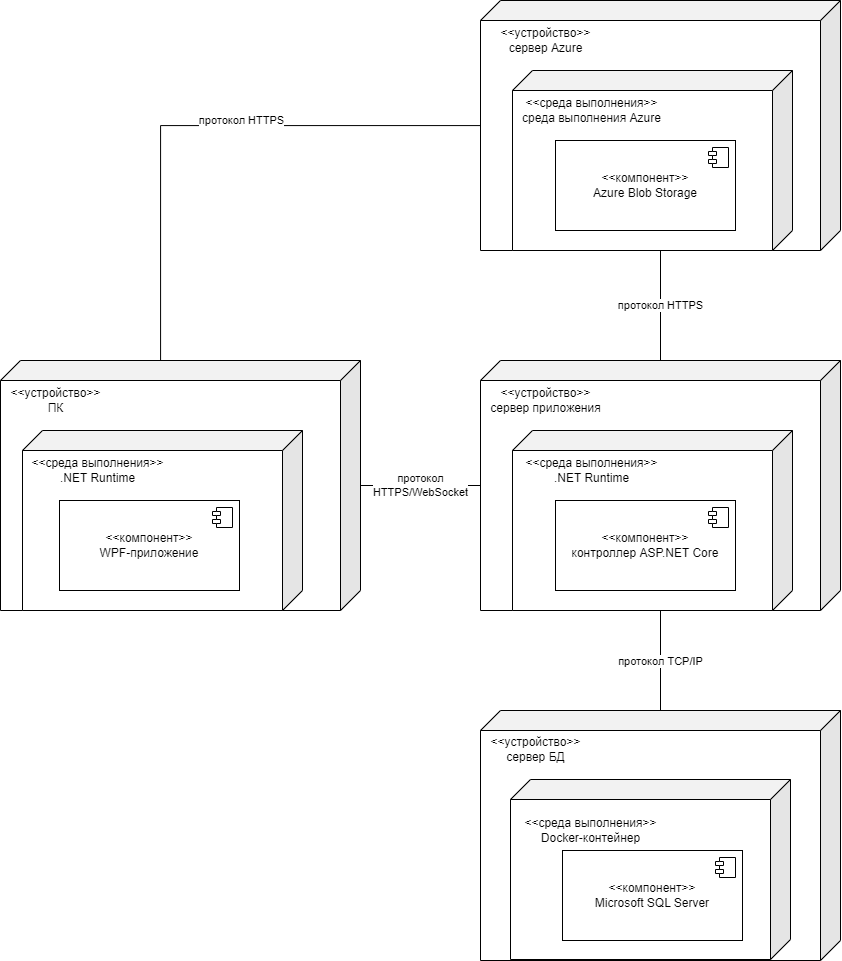 <<устройство>>
сервер Azure
<<среда выполнения>>
среда выполнения Azure
<<компонент>>
Azure Blob Storage
протокол HTTPS
протокол HTTPS
<<устройство>>
ПК
<<среда выполнения>>
.NET Runtime
<<компонент>>
WPF-приложение
протокол
HTTPS/WebSocket
<<устройство>>
сервер приложения
<<среда выполнения>>
.NET Runtime
<<компонент>>
контроллер ASP.NET Core
протокол TCP/IP
<<устройство>>
сервер БД
<<среда выполнения>>
Docker-контейнер
<<компонент>>
Microsoft SQL Server